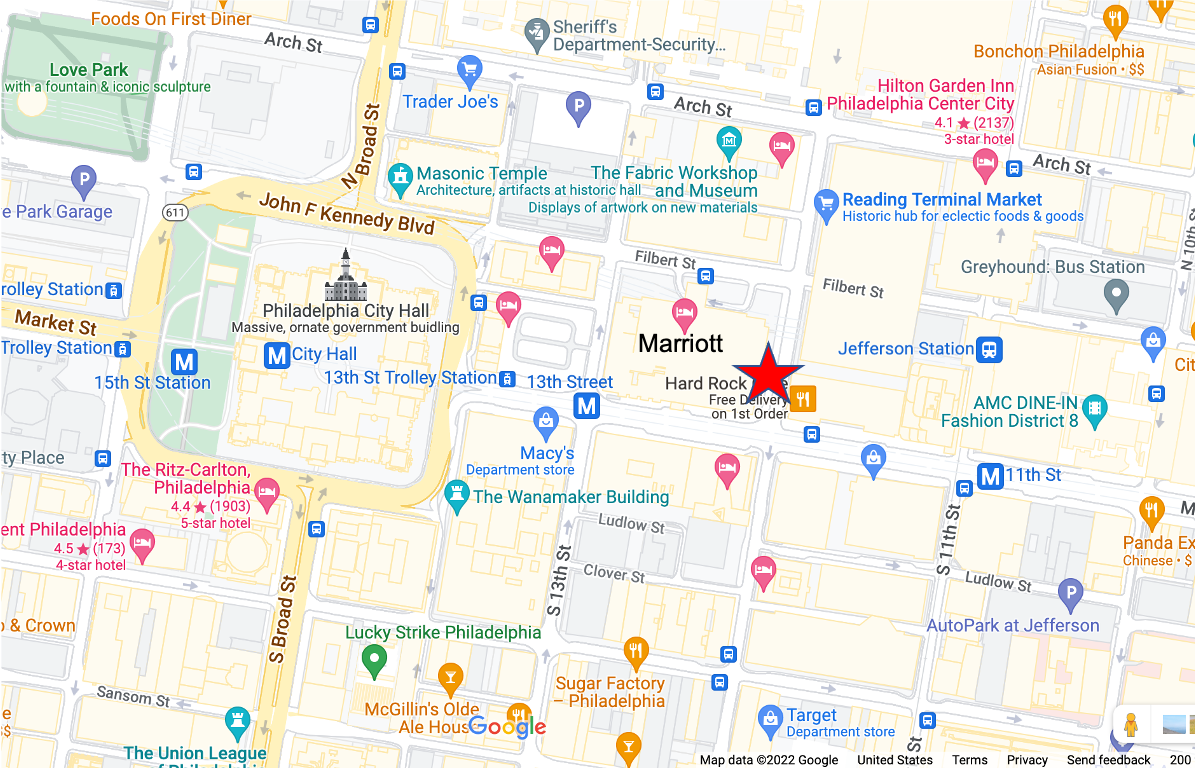 Foods On First Diner
Arch St
Sheriff's
Department-Security...
Bonchon Philadelphia
Asian Fusion • $$
Love Park
with a fountain & iconic sculpture
Trader Joe's
Arch St
Hilton Garden Inn
Philadelphia Center City
4.1 ★ (2137)
3-star hotel
N Broad St
P
P
Masonic Temple
Architecture, artifacts at historic hall
The Fabric Workshop
and Museum
Displays of artwork on new materials
Arch St
e Park Garage
611
John F Kennedy Blvd
Reading Terminal Market
Historic hub for eclectic foods & goods
N 10th St
Filbert St
Filbert St
Greyhound: Bus Station
rolley Station
Philadelphia City Hall
Massive, ornate government buidling
Market St
Trolley Station
M
15th St Station
M
City Hall
13th St Trolley Station
13th Street
M
Marriott
Jefferson Station
Hard Rock
Free Delivery
on 1st Order
AMC DINE-IN
Fashion District 8
Cit
ty Place
Macy's
Department store
The Ritz-Carlton,
Philadelphia
4.4 ★ (1903)
5-star hotel
The Wanamaker Building
M
11th St
M
ent Philadelphia
4.5 ★ (173)
4-star hotel
Ludlow St
Clover St
S 13th St
S 11th St
Ludlow St
Panda Ex
Chinese • $
P
AutoPark at Jefferson
S Broad St
o & Crown
Lucky Strike Philadelphia
Sansom St
McGillin's Olde
Ale House
Sugar Factory
– Philadelphia
Target
Department store
e
$$
The Union League
of Philadelphia
St
Google
Map data ©2022 Google
United States
Terms
Privacy
Send feedback
200